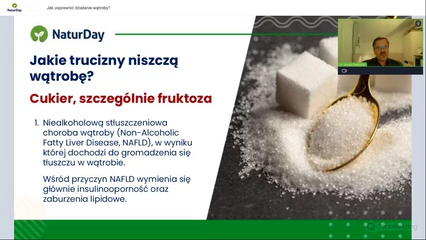 NaturDay
Jak usprawnić działanie wątroby?
NaturDay
Jakie trucizny niszczą
wątrobę?
Cukier, szczególnie fruktoza
1. Niealkoholową stłuszczeniowa
choroba wątroby (Non-Alcoholic
Fatty Liver Disease, NAFLD), w wyniku
której dochodzi do gromadzenia się
tłuszczu w wątrobie.
Wśród przyczyn NAFLD wymienia się
głównie insulinooporność oraz
zaburzenia lipidowe.